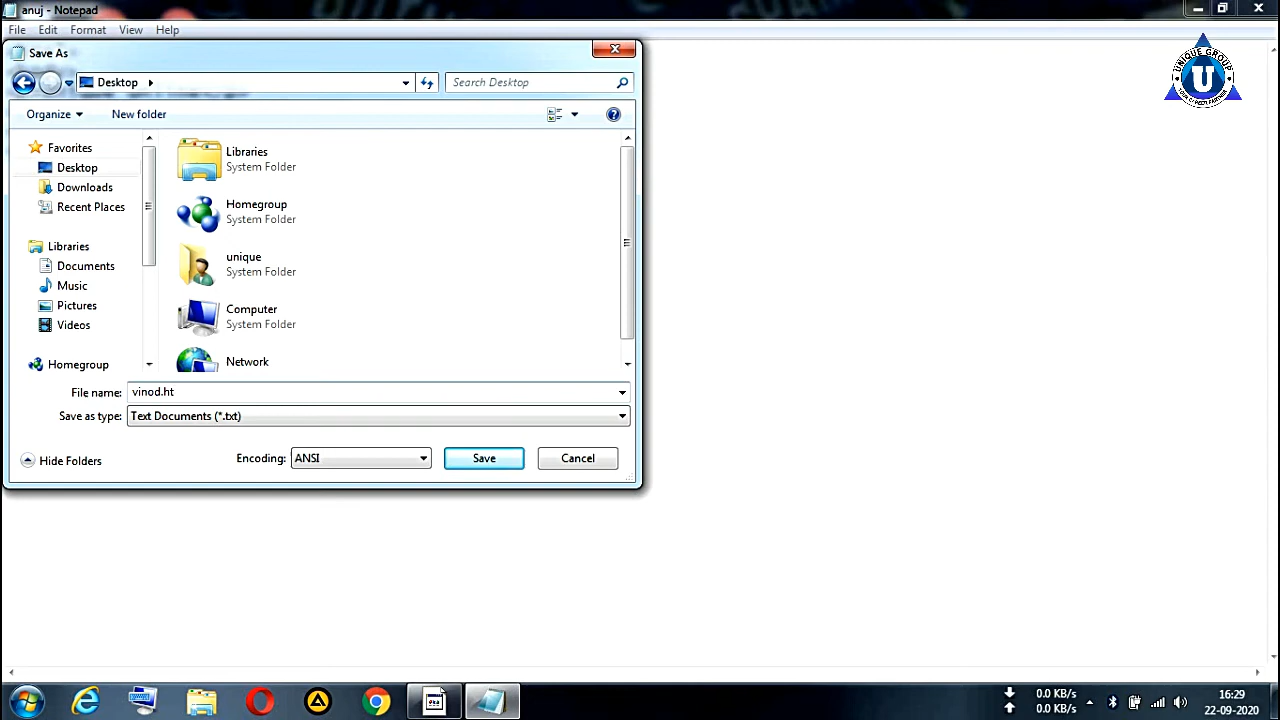 anuj - Notepad
File Edit Format View Help
Save As
Desktop
Search Desktop
Organize New folder
Favorites
Desktop
Downloads
Recent Places
Libraries
Documents
Music
Pictures
Videos
Homegroup
Libraries
System Folder
Homegroup
System Folder
unique
System Folder
Computer
System Folder
Network
File name: vinod.ht
Save as type: Text Documents (*.txt)
Hide Folders
Encoding: ANSI
Save
Cancel
UNIQUE GROUPS
U
0.0 KB/s
0.0 KB/s
16:29
22-09-2020